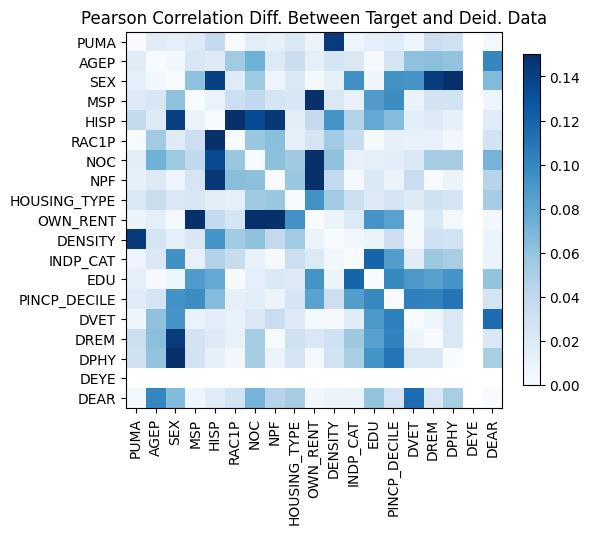 Pearson Correlation Diff. Between Target and Deid. Data
PUMA
AGEP
SEX
MSP
HISP
RAC1P
NOC
NPF
HOUSING_TYPE
OWN_RENT
DENSITY
INDP_CAT
EDU
PINCP_DECILE
DVET
DREM
DPHY
DEYE
DEAR
PUMA
AGEP
SEX
MSP
HISP
RAC1P
NOC
NPF
HOUSING_TYPE
OWN_RENT
DENSITY
INDP_CAT
EDU
PINCP_DECILE
DVET
DREM
DPHY
DEYE
DEAR
0.14
0.12
0.10
0.08
0.06
0.04
0.02
0.00